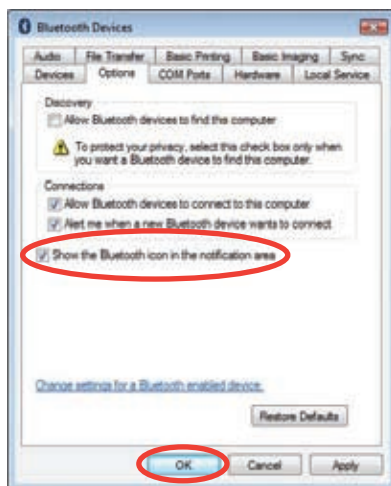 Bluetooth Devices
Audio File Transfer Basic Printing Basic Imaging Sync
Devices Options COM Ports Hardware Local Service
Discovery
Allow Bluetooth devices to find this computer
To protect your privacy, select this check box only when
you want a Bluetooth device to find this computer.
Connections
Allow Bluetooth devices to connect to this computer
Alert me when a new Bluetooth device wants to connect
Show the Bluetooth icon in the notification area
Change settings for a Bluetooth enabled device.
Restore Defaults
OK Cancel Apply